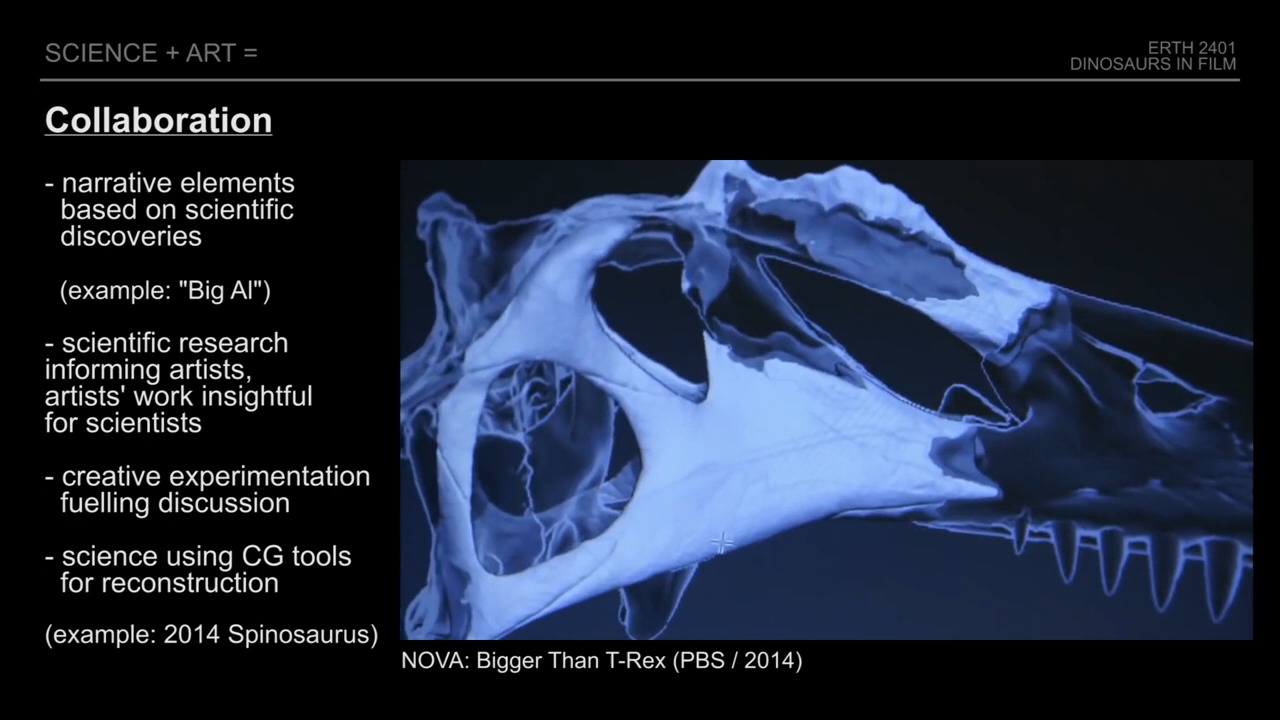 SCIENCE + ART =
ERTH 2401
DINOSAURS IN FILM
Collaboration
- narrative elements
based on scientific
discoveries
(example: "Big Al")
- scientific research
informing artists,
artists' work insightful
for scientists
- creative experimentation
fuelling discussion
- science using CG tools
for reconstruction
(example: 2014 Spinosaurus)
NOVA: Bigger Than T-Rex (PBS / 2014)